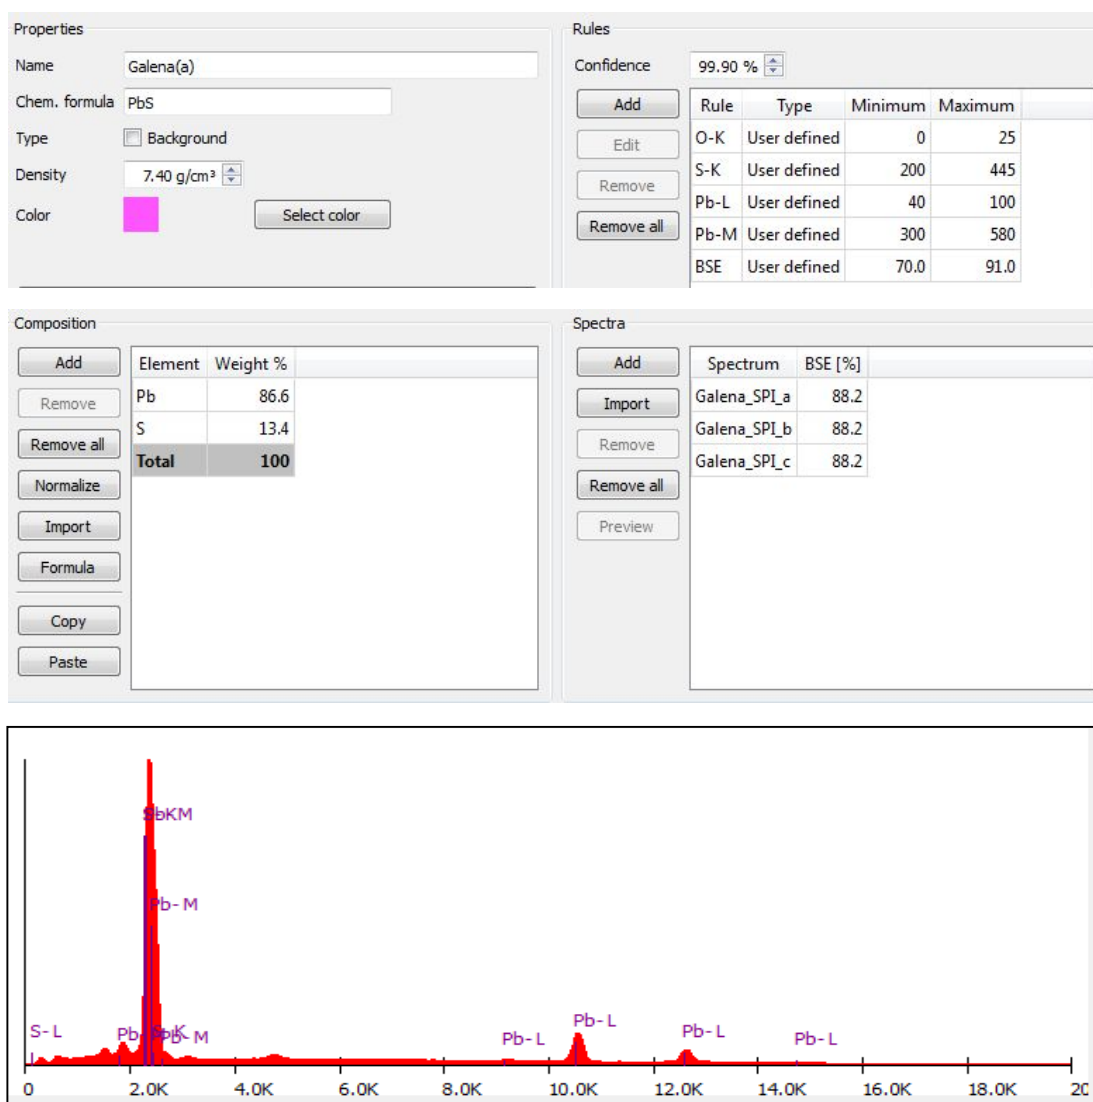 Properties
Name Galena(a)
Chem. formula PbS
Type Background
Density 7.40 g/cm³
Color Select color
Rules
Confidence 99.90 %
Add
Edit
Remove
Remove all
Rule Type Minimum Maximum
O-K User defined 0 25
S-K User defined 200 445
Pb-L User defined 40 100
Pb-M User defined 300 580
BSE User defined 70.0 91.0
Composition
Add
Remove
Remove all
Normalize
Import
Formula
Copy
Paste
Element Weight %
Pb 86.6
S 13.4
Total 100
Spectra
Add
Import
Remove
Remove all
Preview
Spectrum BSE [%]
Galena_SPI_a 88.2
Galena_SPI_b 88.2
Galena_SPI_c 88.2
Pb-M
S-L
S-K
Pb-M
Pb-L
Pb-L
Pb-L
Pb-L
0 2.0K 4.0K 6.0K 8.0K 10.0K 12.0K 14.0K 16.0K 18.0K